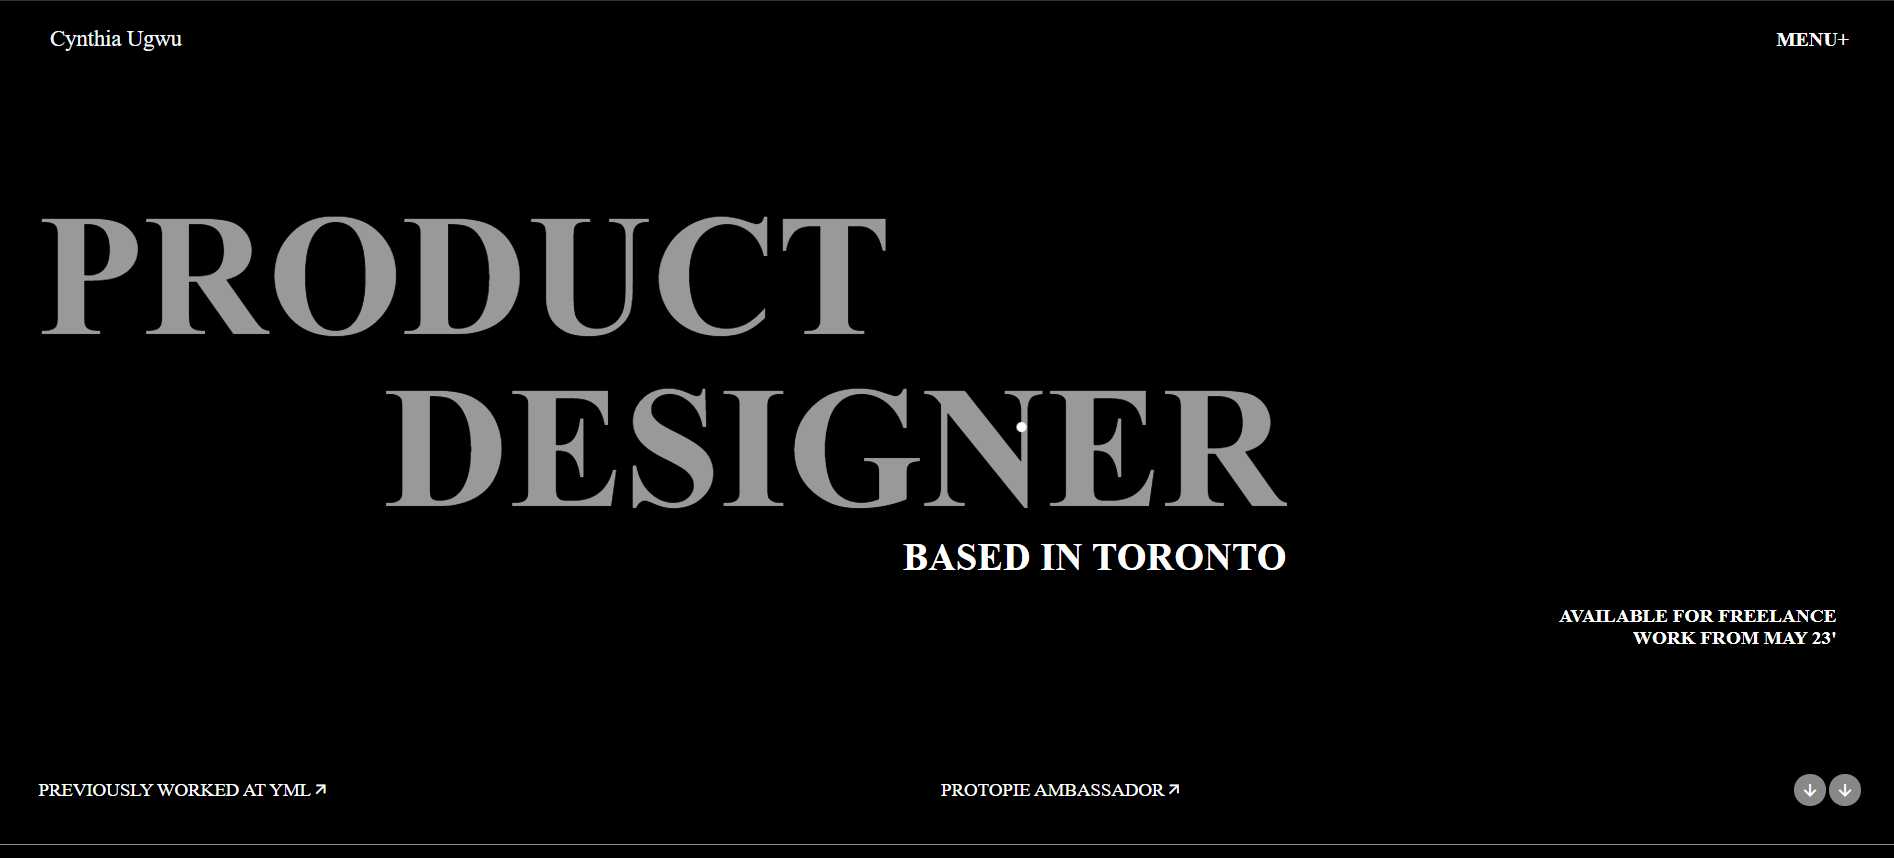 Cynthia Ugwu
MENU+
PRODUCT
DESIGNER
BASED IN TORONTO
AVAILABLE FOR FREELANCE
WORK FROM MAY 23'
PREVIOUSLY WORKED AT YML
PROTOPIE AMBASSADOR